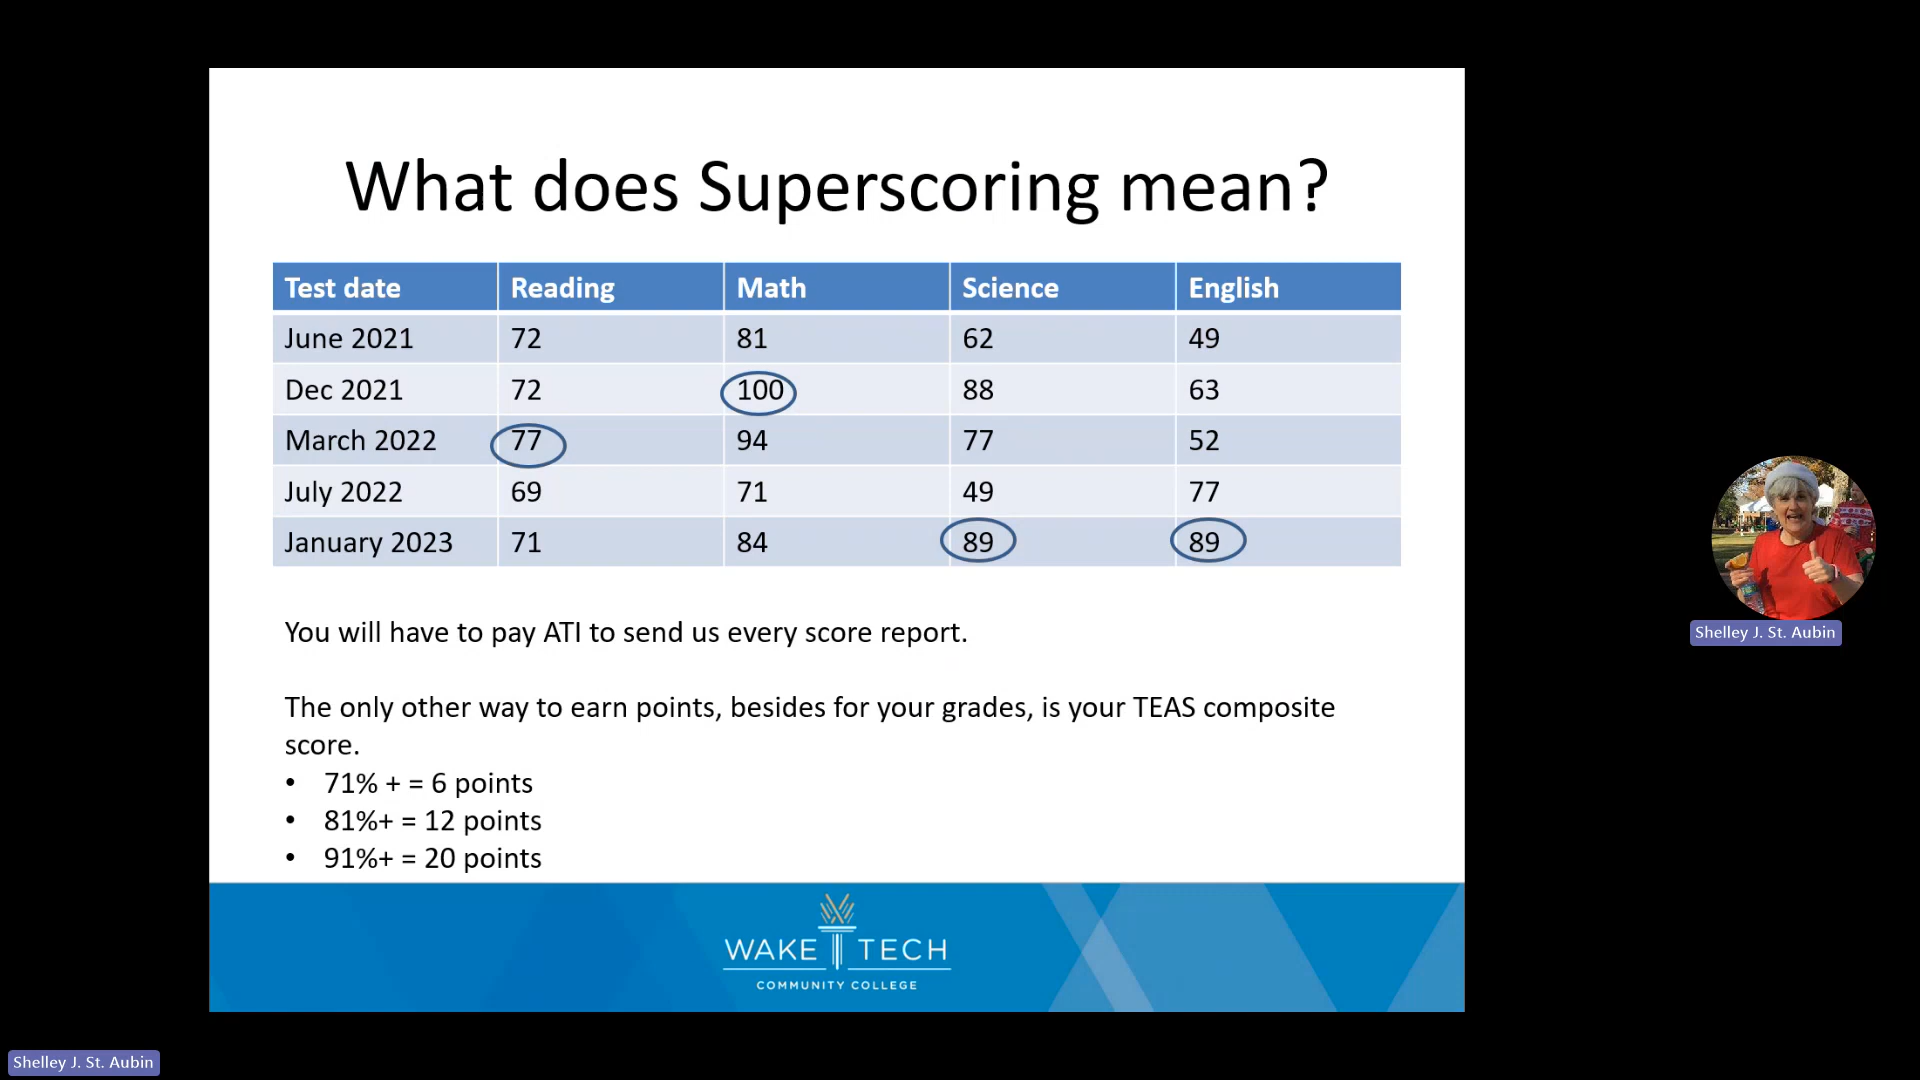 What does Superscoring mean?
Test date Reading Math Science English
June 2021 72 81 62 49
Dec 2021 72 100 88 63
March 2022 77 94 77 52
July 2022 69 71 49 77
January 2023 71 84 89 89
You will have to pay ATI to send us every score report.
The only other way to earn points, besides for your grades, is your TEAS composite
score.
• 71% + = 6 points
• 81%+ = 12 points
• 91%+ = 20 points
WAKE TECH
COMMUNITY COLLEGE
Shelley J. St. Aubin
Shelley J. St. Aubin